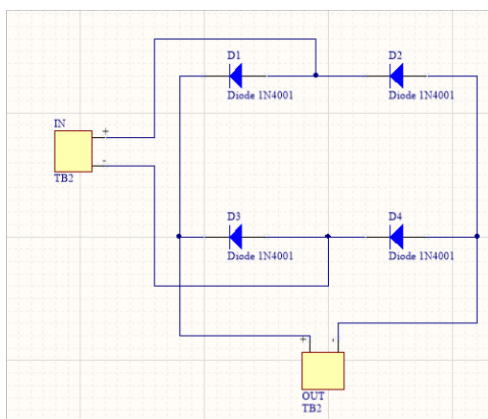 D1
D2
Diode 1N4001
Diode 1N4001
IN
+
-
TB2
D3
D4
Diode 1N4001
Diode 1N4001
+
-
OUT
TB2